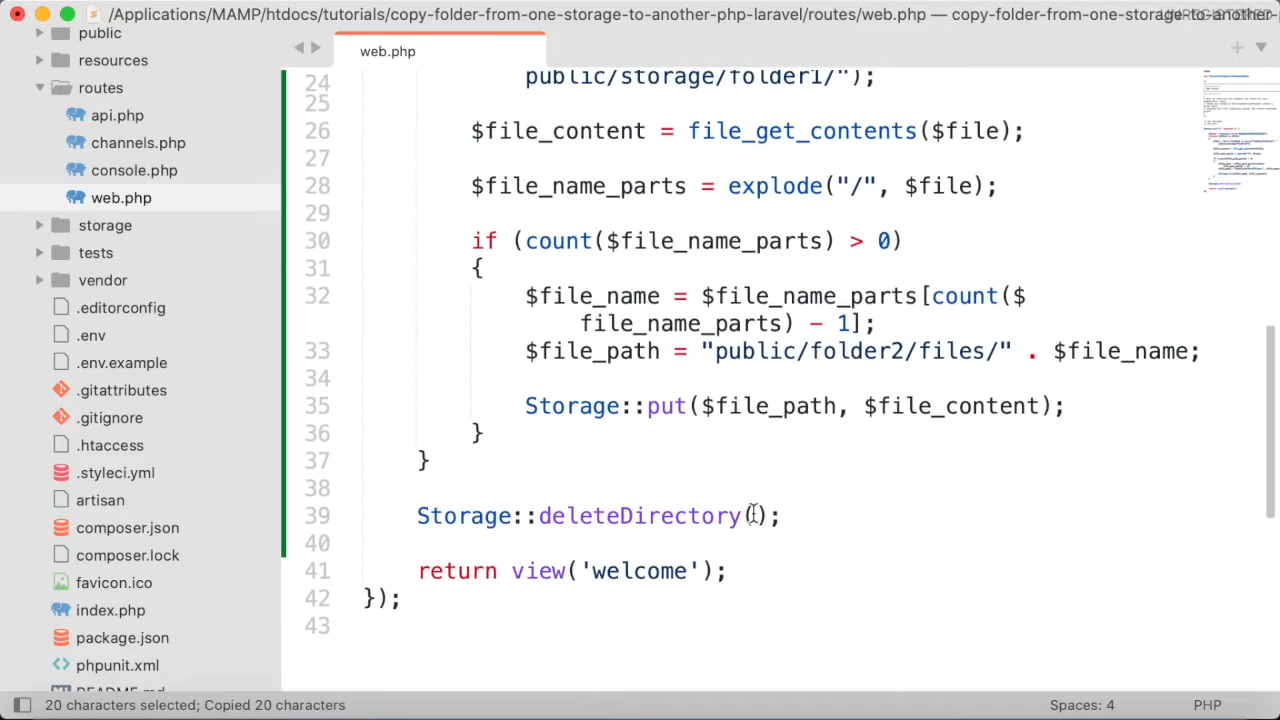 /Applications/MAMP/htdocs/tutorials/copy-folder-from-one-storage-to-another-php-laravel/routes/web.php — copy-folder-from-one-storage-to-another-
UNREGISTERED
public
resources
routes
api.php
channels.php
console.php
web.php
storage
tests
vendor
.editorconfig
.env
.env.example
.gitattributes
.gitignore
.htaccess
.styleci.yml
artisan
composer.json
composer.lock
favicon.ico
index.php
package.json
phpunit.xml
README.md
web.php
24 public/storage/folder1/");
25
26 $file_content = file_get_contents($file);
27
28 $file_name_parts = explode("/", $file);
29
30 if (count($file_name_parts) > 0)
31 {
32 $file_name = $file_name_parts[count($
file_name_parts) - 1];
33 $file_path = "public/folder2/files/" . $file_name;
34
35 Storage::put($file_path, $file_content);
36 }
37 }
38
39 Storage::deleteDirectory();
40
41 return view('welcome');
42 });
43
20 characters selected; Copied 20 characters
Spaces: 4
PHP